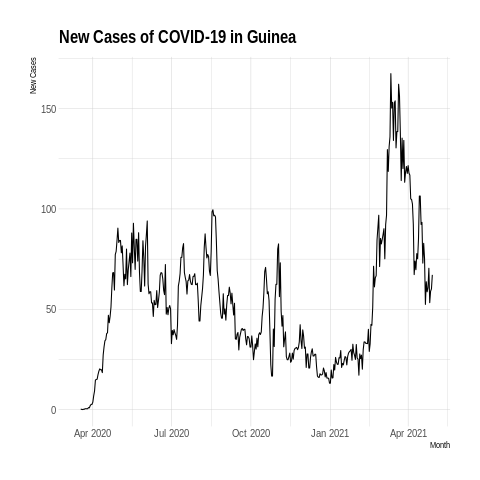 New Cases of COVID-19 in Guinea
New Cases
150
100
50
0
Apr 2020 Jul 2020 Oct 2020 Jan 2021 Apr 2021
Month